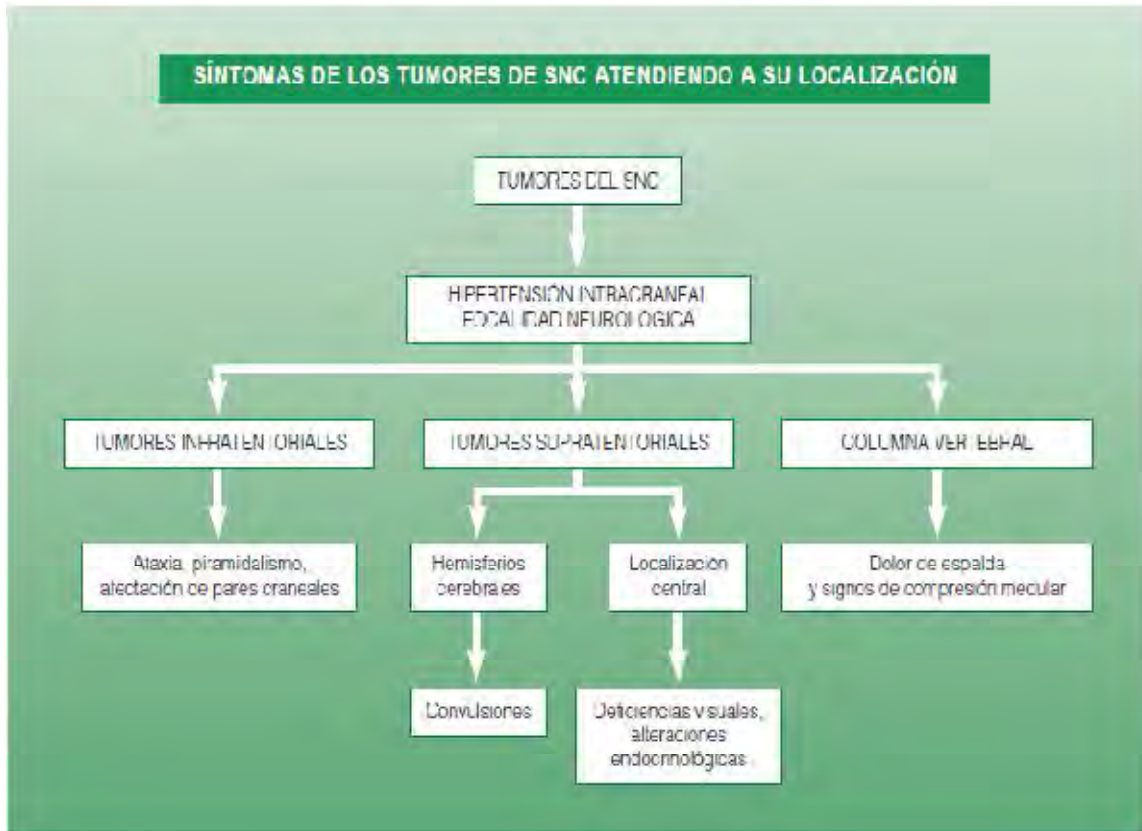 SÍNTOMAS DE LOS TUMORES DE SNC ATENDIENDO A SU LOCALIZACIÓN
TUMORES DEL SNC
HIPERTENSIÓN INTRACRANEAL
FOCALIDAD NEUROLOGICA
TUMORES INFRATENTORIALES
TUMORES SUPRATENTORIALES
COLUMNA VERTEBRAL
Ataxia, piramidalismo,
afectación de pares craneales
Hemisferios
cerebrales
Localización
central
Dolor de espalda
y signos de compresión mecular
Convulsiones
Deficiencias visuales,
alteraciones
endocrinológicas